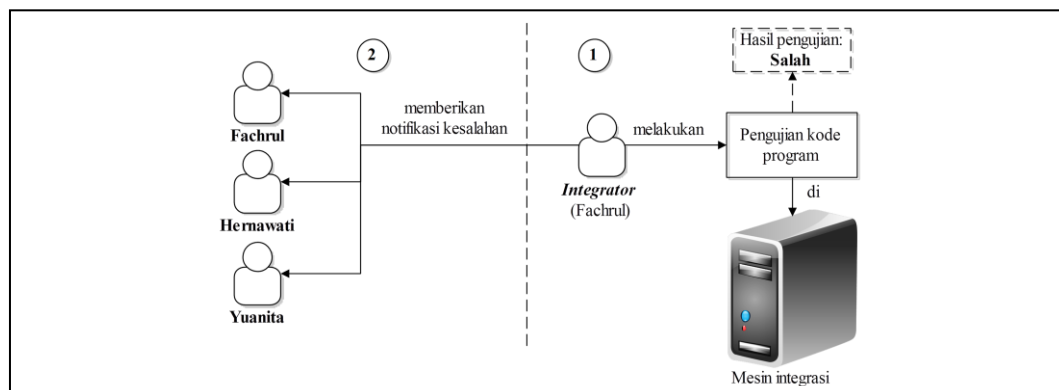 2
1
Hasil pengujian:
Salah
memberikan
notifikasi kesalahan
melakukan
Pengujian kode
program
Fachrul
Integrator
(Fachrul)
di
Hernawati
Yuanita
Mesin integrasi